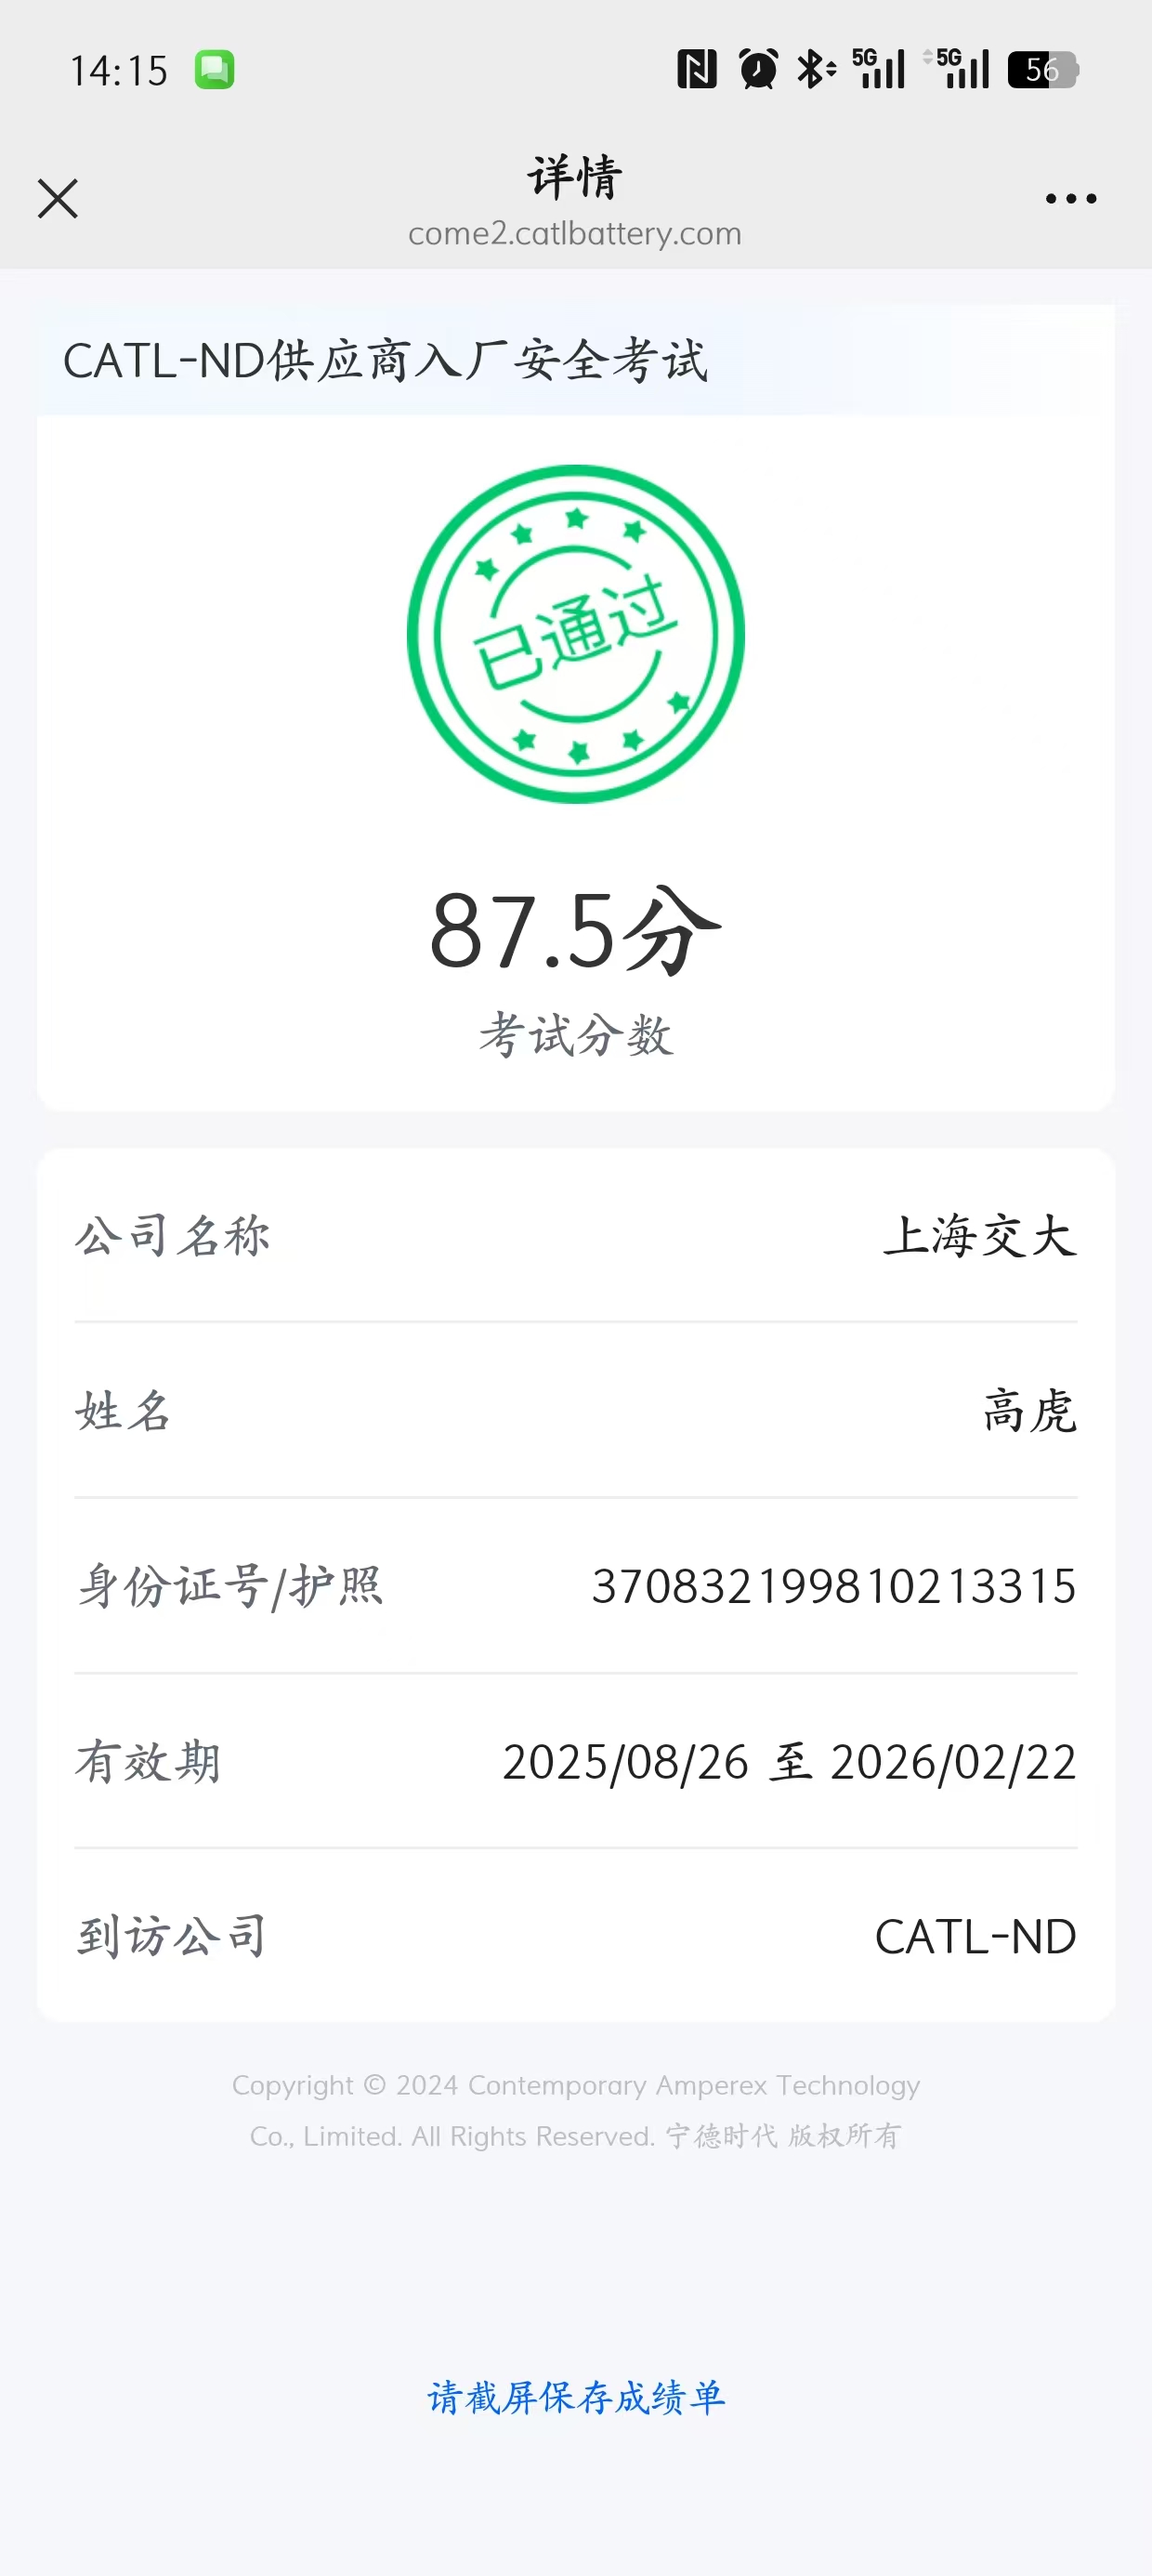 14:15
5G
5G
56
详情
come2.catlbattery.com
CATL-ND供应商入厂安全考试
已通过
87.5分
考试分数
公司名称 上海交大
姓名 高虎
身份证号/护照 370832199810213315
有效期 2025/08/26 至 2026/02/22
到访公司 CATL-ND
Copyright © 2024 Contemporary Amperex Technology
Co., Limited. All Rights Reserved. 宁德时代 版权所有
请截屏保存成绩单